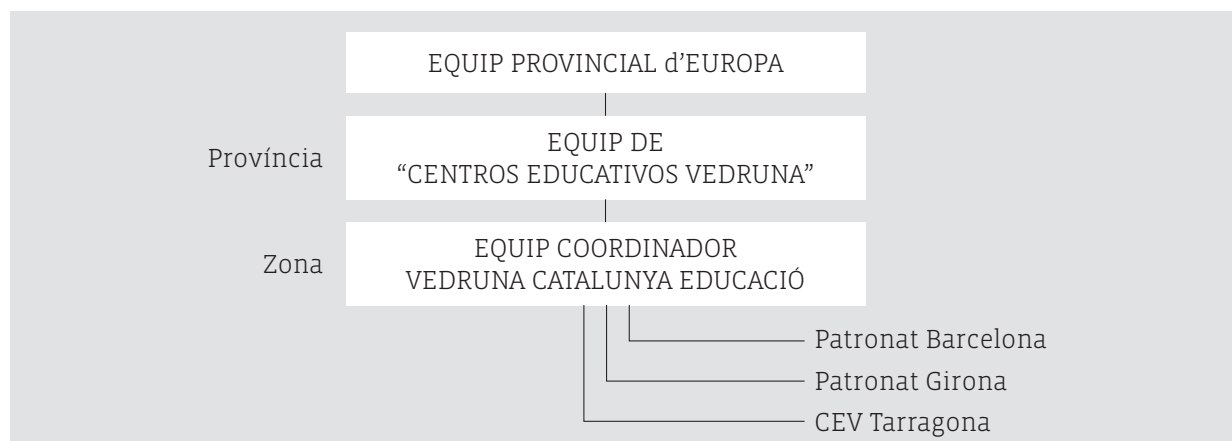 EQUIP PROVINCIAL d’EUROPA
Província
EQUIP DE
“CENTROS EDUCATIVOS VEDRUNA”
Zona
EQUIP COORDINADOR
VEDRUNA CATALUNYA EDUCACIÓ
Patronat Barcelona
Patronat Girona
CEV Tarragona